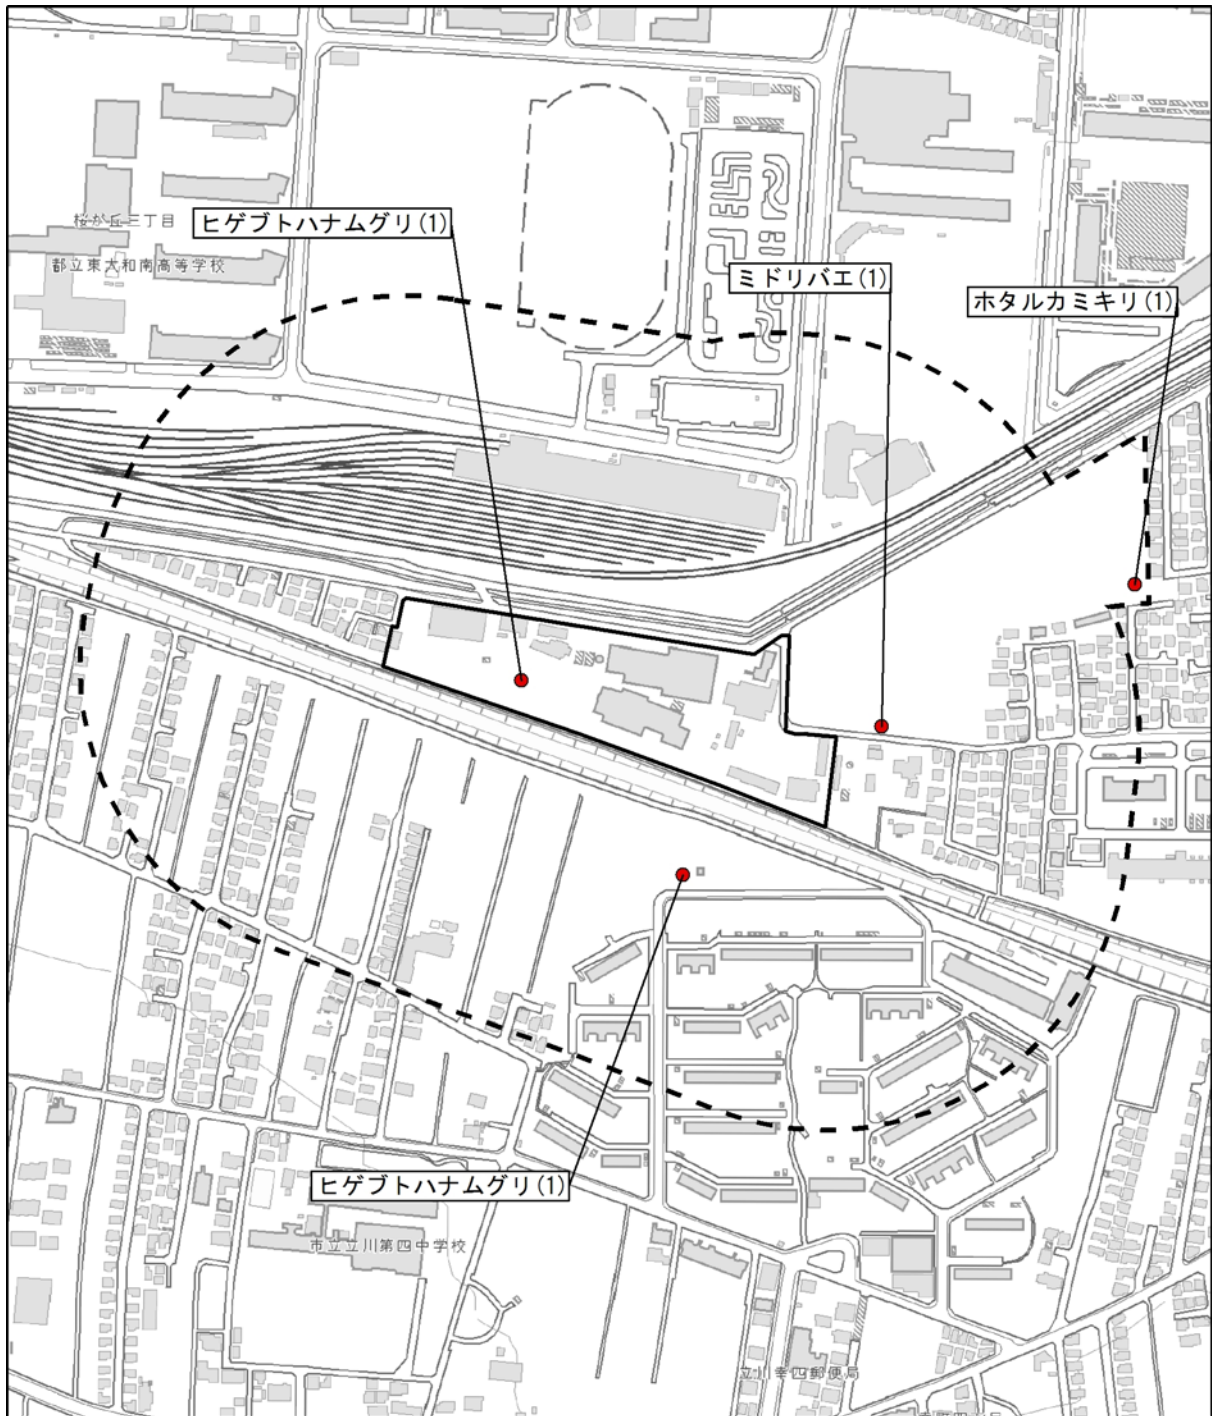 桜が丘三丁目
ヒゲブトハナムグリ(1)
都立東大和南高等学校
ミドリバエ(1)
ホタルカミキリ(1)
ヒゲブトハナムグリ(1)
市立立川第四中学校
立川幸四郵便局